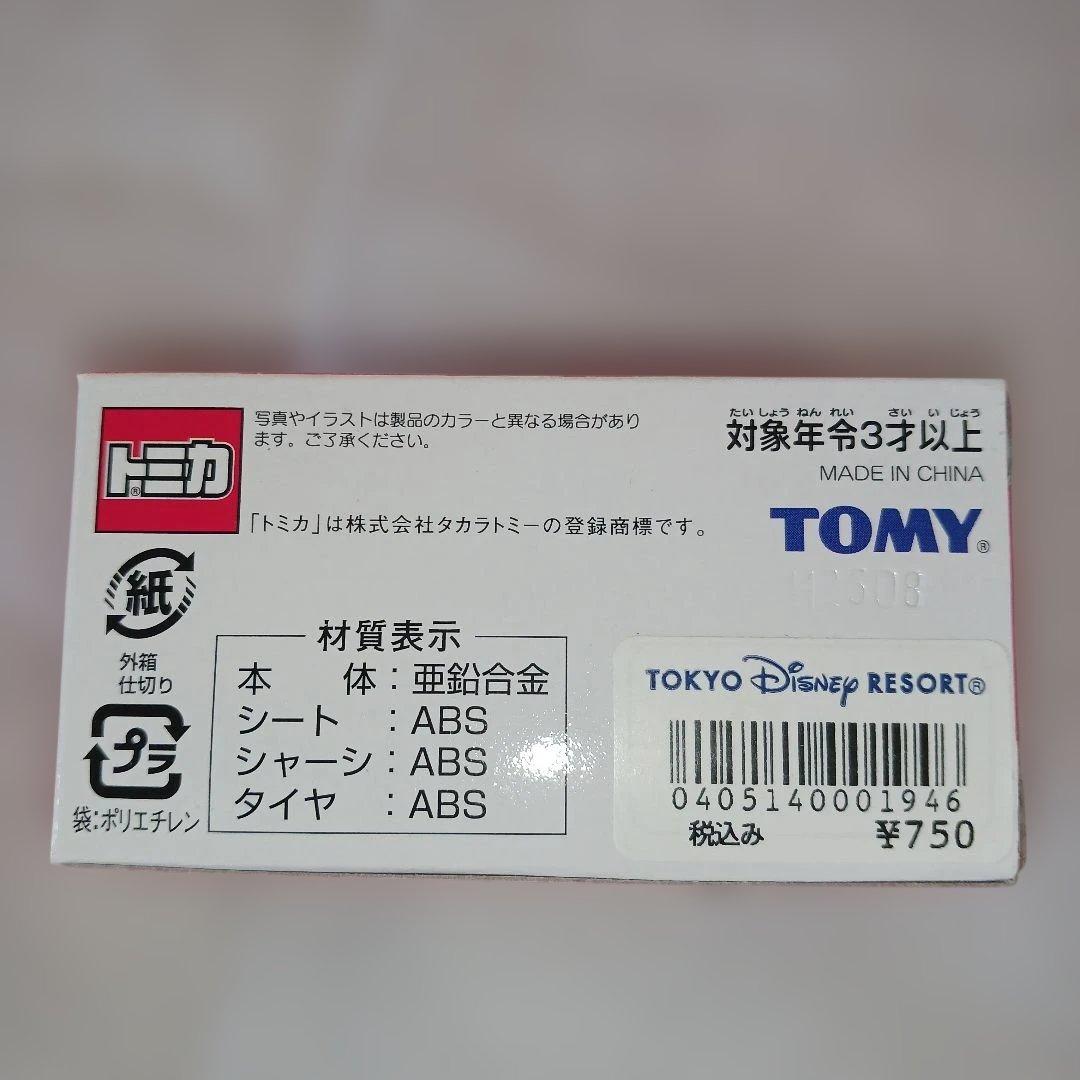 トミカ®
写真やイラストは製品のカラーと異なる場合があり
ます。ご了承ください。
「トミカ」は株式会社タカラトミーの登録商標です。
たいしょうねんれい さいいじょう
対象年令3才以上
MADE IN CHINA
TOMY®
紙
外箱
仕切り
プラ
袋:ポリエチレン
材質表示
本 体:亜鉛合金
シート:ABS
シャーシ:ABS
タイヤ:ABS
TOKYO Disney RESORT®
0405140001946
税込み ¥750